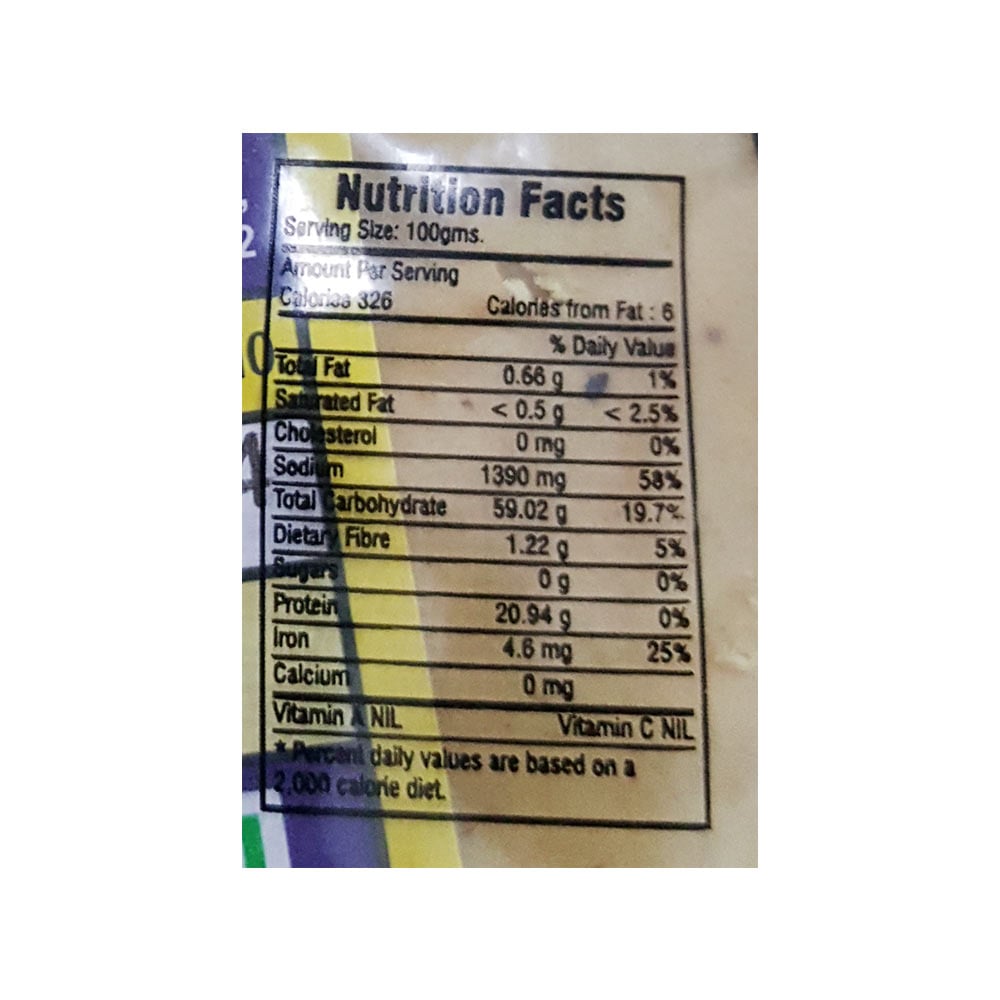 Nutrition Facts
Serving Size: 100gms.
Amount Per Serving
Calories 326 Calories from Fat : 6
% Daily Value
Total Fat 0.66 g 1%
Saturated Fat < 0.5 g < 2.5%
Cholesterol 0 mg 0%
Sodium 1390 mg 58%
Total Carbohydrate 59.02 g 19.7%
Dietary Fibre 1.22 g 5%
Sugars 0 g 0%
Protein 20.94 g 0%
Iron 4.6 mg 25%
Calcium 0 mg
Vitamin A NIL Vitamin C NIL
* Percent daily values are based on a
2,000 calorie diet.